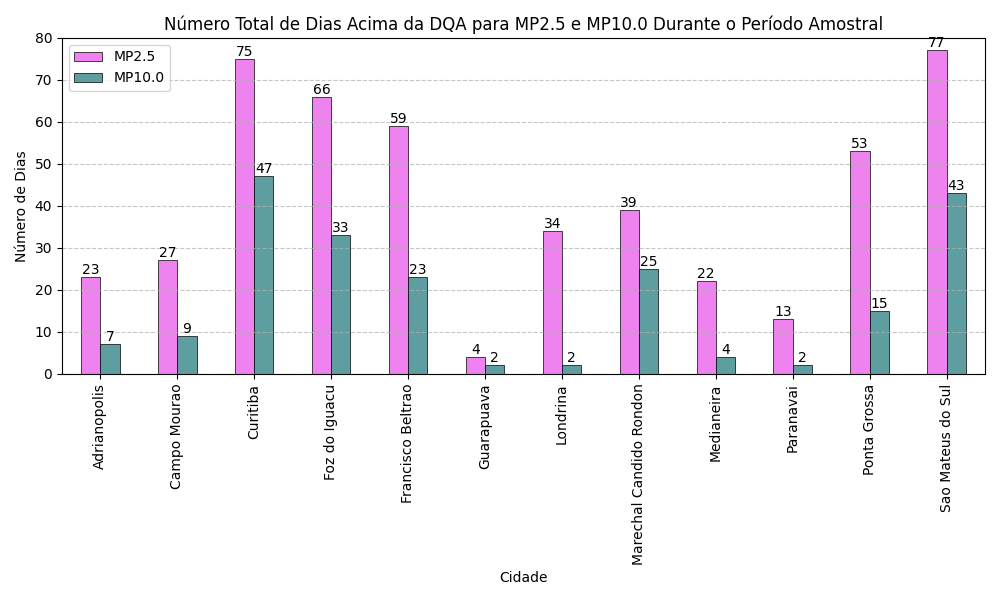 Número Total de Dias Acima da DQA para MP2.5 e MP10.0 Durante o Período Amostral
MP2.5
MP10.0
Número de Dias
80
70
60
50
40
30
20
10
0
23
7
27
9
75
47
66
33
59
23
4
2
34
2
39
25
22
4
13
2
53
15
77
43
Adrianopolis
Campo Mourao
Curitiba
Foz do Iguacu
Francisco Beltrao
Guarapuava
Londrina
Marechal Candido Rondon
Medianeira
Paranavai
Ponta Grossa
Sao Mateus do Sul
Cidade